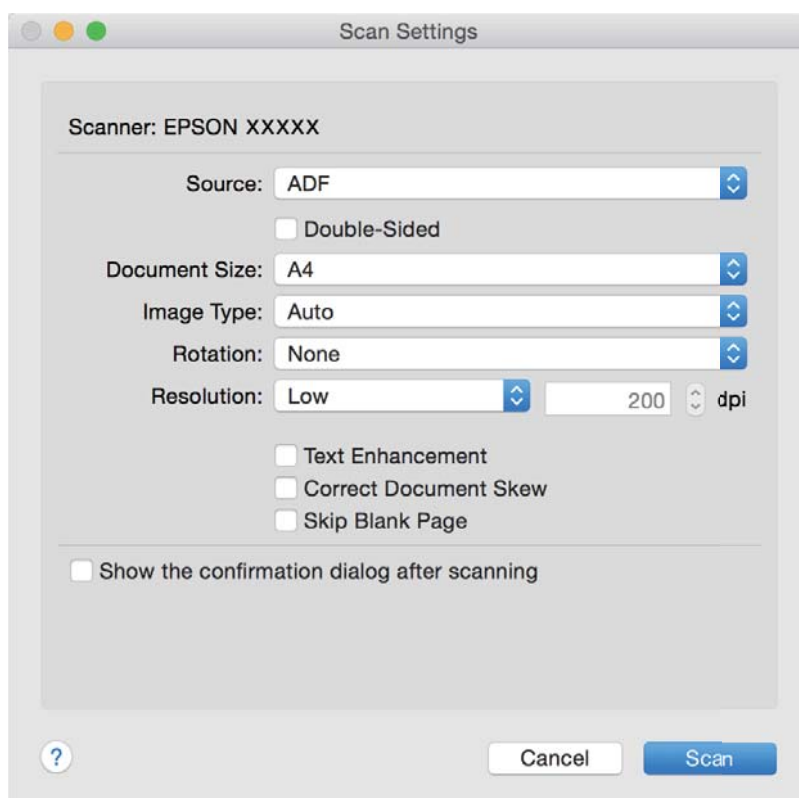 Scan Settings
Scanner: EPSON XXXXX
Source: ADF
Double-Sided
Document Size: A4
Image Type: Auto
Rotation: None
Resolution: Low 200 dpi
Text Enhancement
Correct Document Skew
Skip Blank Page
Show the confirmation dialog after scanning
? Cancel Scan